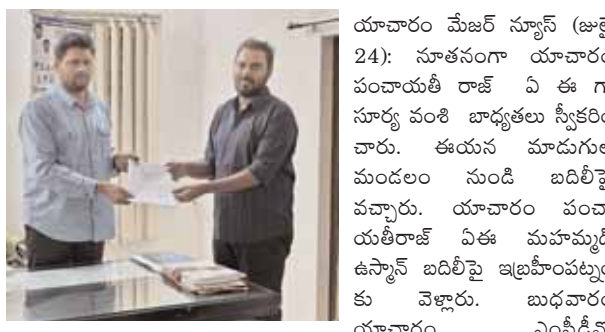 యాచారం మేజర్ న్యూస్ (జులై
24): నూతనంగా యాచారం
పంచాయతీ రాజ్ ఏ ఈ గా
సూర్య వంశి బాధ్యతలు స్వీకరిం
చారు. ఈయన మాడుగుల
మండలం నుండి బదిలీపై
వచ్చారు. యాచారం పంచా
యతీరాజ్ ఏఈ మహమ్మద్
ఉస్మాన్ బదిలీపై ఇబ్రహీంపట్నం
కు వెళ్లారు. బుధవారం
యాచారం ఎంపీడీవో